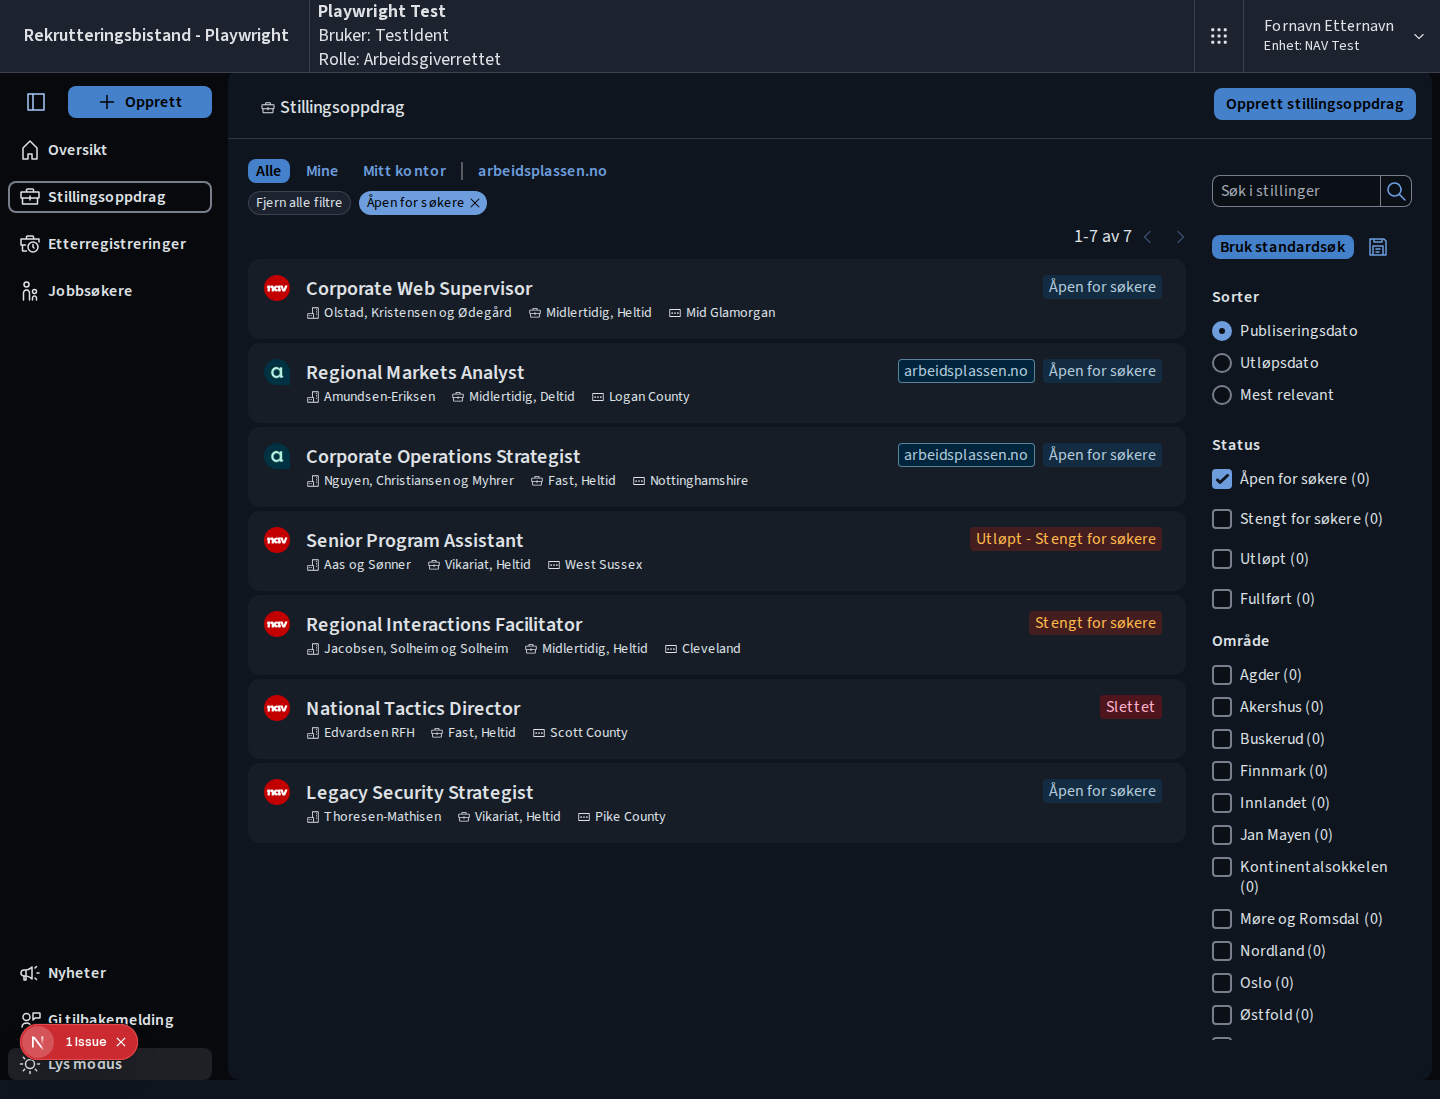 Rekrutteringsbistand - Playwright
Playwright Test
Bruker: TestIdent
Rolle: Arbeidsgiverrettet
Fornavn Etternavn
Enhet: NAV Test
Opprett
Oversikt
Stillingsoppdrag
Etterregistreringer
Jobbsøkere
Nyheter
Gi tilbakemelding
1 Issue
Lys modus
Stillingsoppdrag
Opprett stillingsoppdrag
Alle
Mine
Mitt kontor
arbeidsplassen.no
Fjern alle filtre
Åpen for søkere
1-7 av 7
nav
Corporate Web Supervisor
Åpen for søkere
Olstad, Kristensen og Ødegård
Midlertidig, Heltid
Mid Glamorgan
a
Regional Markets Analyst
arbeidsplassen.no
Åpen for søkere
Amundsen-Eriksen
Midlertidig, Deltid
Logan County
a
Corporate Operations Strategist
arbeidsplassen.no
Åpen for søkere
Nguyen, Christiansen og Myhrer
Fast, Heltid
Nottinghamshire
nav
Senior Program Assistant
Utløpt - Stengt for søkere
Aas og Sønner
Vikariat, Heltid
West Sussex
nav
Regional Interactions Facilitator
Stengt for søkere
Jacobsen, Solheim og Solheim
Midlertidig, Heltid
Cleveland
nav
National Tactics Director
Slettet
Edvardsen RFH
Fast, Heltid
Scott County
nav
Legacy Security Strategist
Åpen for søkere
Thoresen-Mathisen
Vikariat, Heltid
Pike County
Søk i stillinger
Bruk standardsøk
Sorter
Publiseringsdato
Utløpsdato
Mest relevant
Status
Åpen for søkere (0)
Stengt for søkere (0)
Utløpt (0)
Fullført (0)
Område
Agder (0)
Akershus (0)
Buskerud (0)
Finnmark (0)
Innlandet (0)
Jan Mayen (0)
Kontinentalsokkelen
(0)
Møre og Romsdal (0)
Nordland (0)
Oslo (0)
Østfold (0)